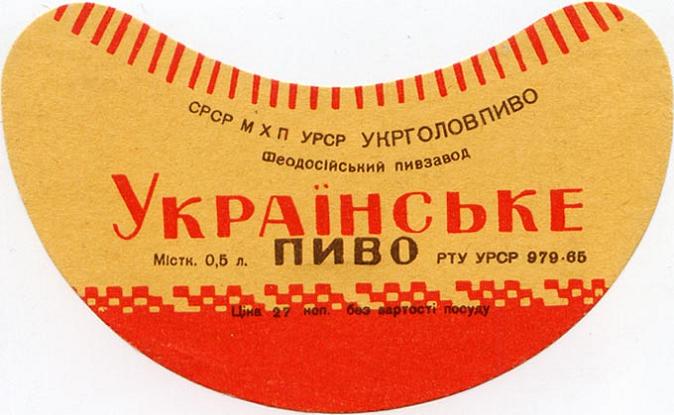 СРСР МХП УРСР УКРГОЛОВПИВО
Феодосійський пивзавод
УКРАЇНСЬКЕ
Містк. 0,5 л. ПИВО РТУ УРСР 979-65
Ціна 27 коп. без вартості посуду